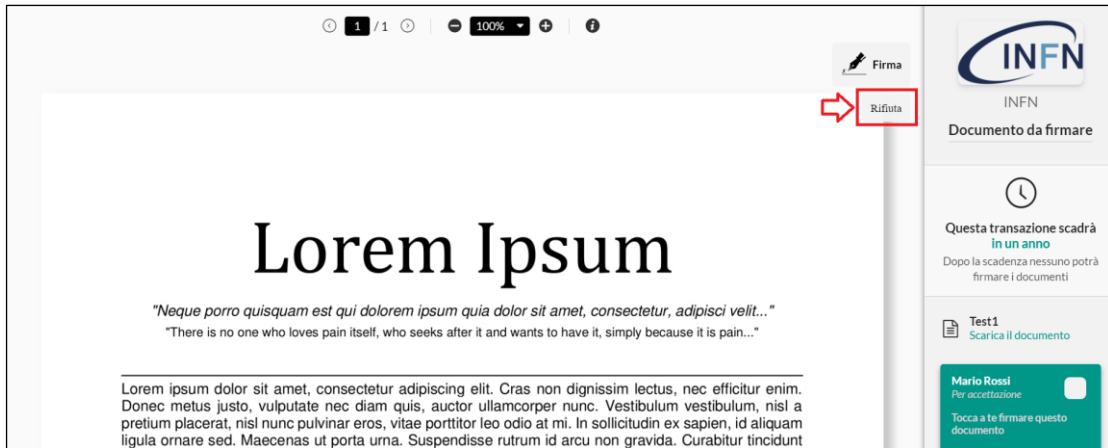 1 / 1 100%
Firma
Rifiuta
Lorem Ipsum
"Neque porro quisquam est qui dolorem ipsum quia dolor sit amet, consectetur, adipisci velit..."
"There is no one who loves pain itself, who seeks after it and wants to have it, simply because it is pain..."
Lorem ipsum dolor sit amet, consectetur adipiscing elit. Cras non dignissim lectus, nec efficitur enim.
Donec metus justo, vulputate nec diam quis, auctor ullamcorper nunc. Vestibulum vestibulum, nisl a
pretium placerat, nisl nunc pulvinar eros, vitae porttitor leo odio at mi. In sollicitudin ex sapien, id aliquam
ligula ornare sed. Maecenas ut porta urna. Suspendisse rutrum id arcu non gravida. Curabitur tincidunt
INFN
INFN
Documento da firmare
Questa transazione scadrà
in un anno
Dopo la scadenza nessuno potrà
firmare i documenti
Test1
Scarica il documento
Mario Rossi
Per accettazione
Tocca a te firmare questo
documento